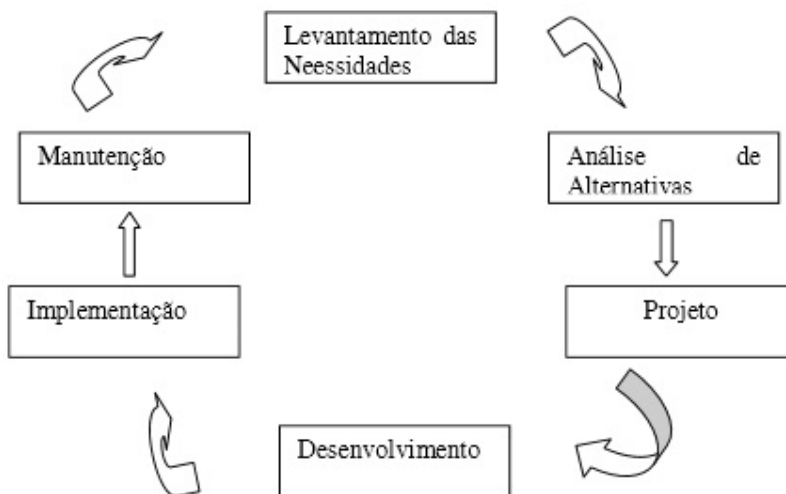 Levantamento das
Neessidades
Manutenção
Análise de
Alternativas
Implementação
Projeto
Desenvolvimento